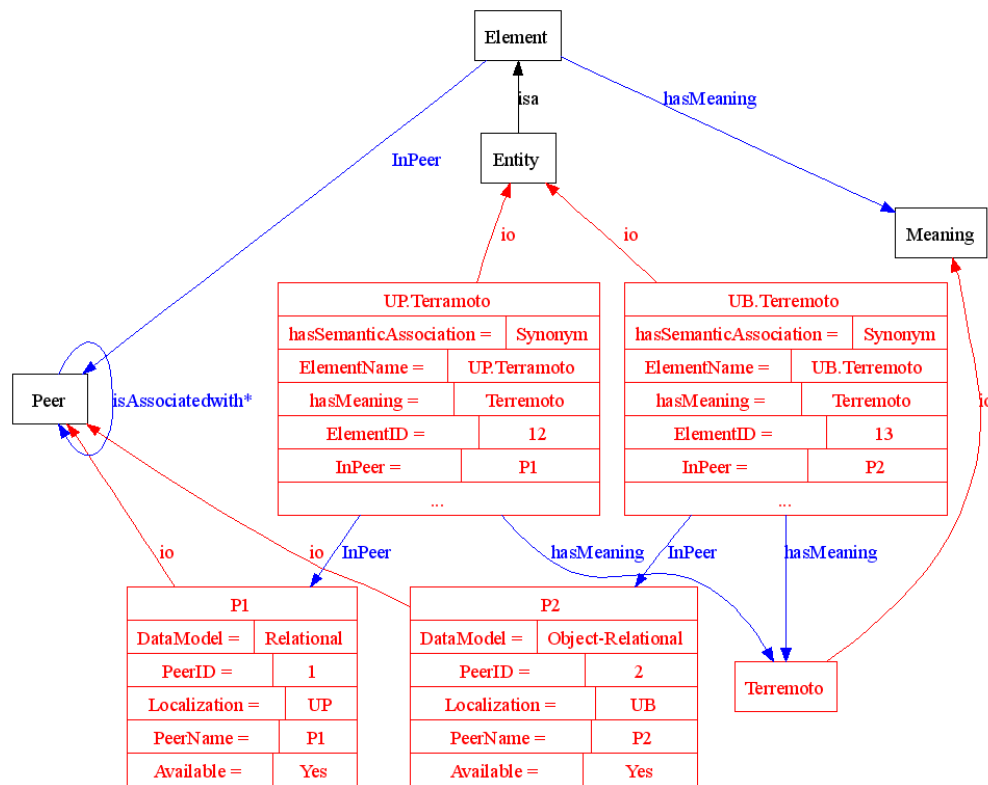 Element
isa
hasMeaning
InPeer
Entity
io
io
Meaning
UP.Terramoto
hasSemanticAssociation = Synonym
ElementName = UP.Terramoto
hasMeaning = Terremoto
ElementID = 12
InPeer = P1
...
UB.Terremoto
hasSemanticAssociation = Synonym
ElementName = UB.Terremoto
hasMeaning = Terremoto
ElementID = 13
InPeer = P2
...
Peer
isAssociatedwith*
io
io
io
InPeer
hasMeaning
InPeer
hasMeaning
P1
DataModel = Relational
PeerID = 1
Localization = UP
PeerName = P1
Available = Yes
P2
DataModel = Object-Relational
PeerID = 2
Localization = UB
PeerName = P2
Available = Yes
Terremoto